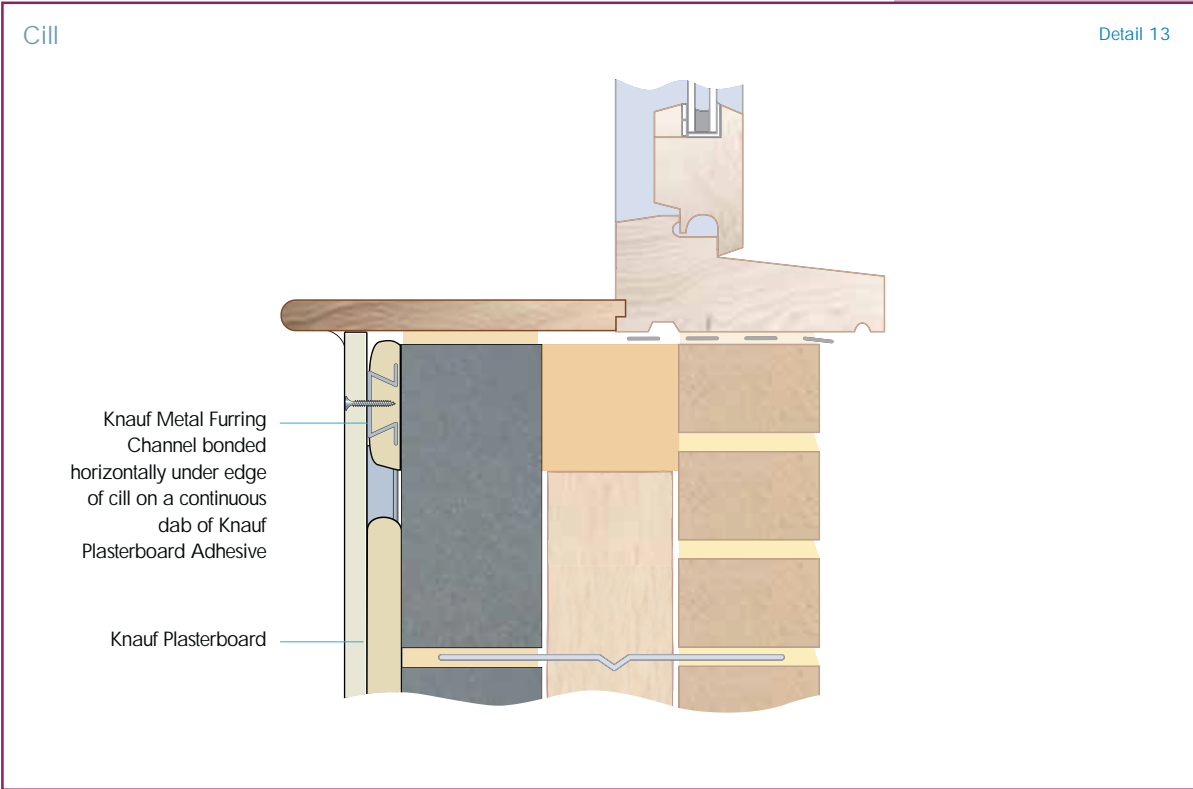 Cill
Detail 13
Knauf Metal Furring
Channel bonded
horizontally under edge
of cill on a continuous
dab of Knauf
Plasterboard Adhesive
Knauf Plasterboard